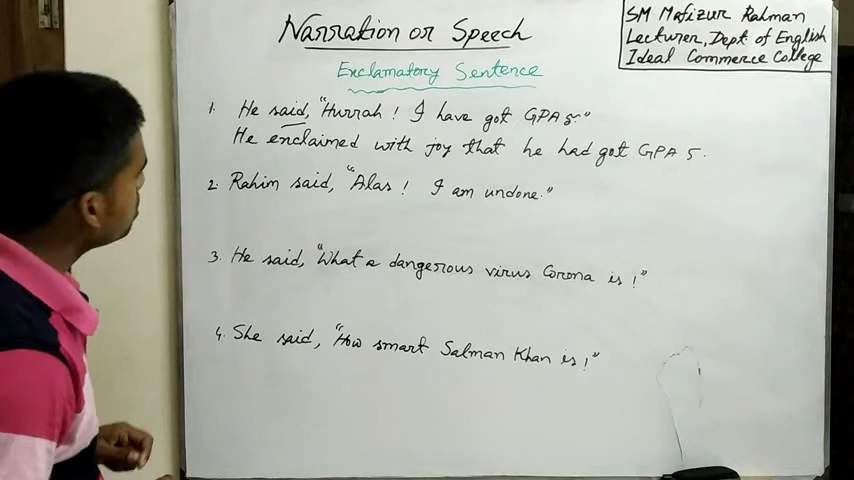 Narration or Speech
SM Mafizur Rahman
Lecturer, Dept of English
Ideal Commerce College
Exclamatory Sentence
1. He said, "Hurrah! I have got GPA 5."
He enclaimed with joy that he had got GPA 5.
2. Rahim said, "Alas! I am undone."
3. He said, "What a dangerous virus Corona is!"
4. She said, "How smart Salman Khan is!"